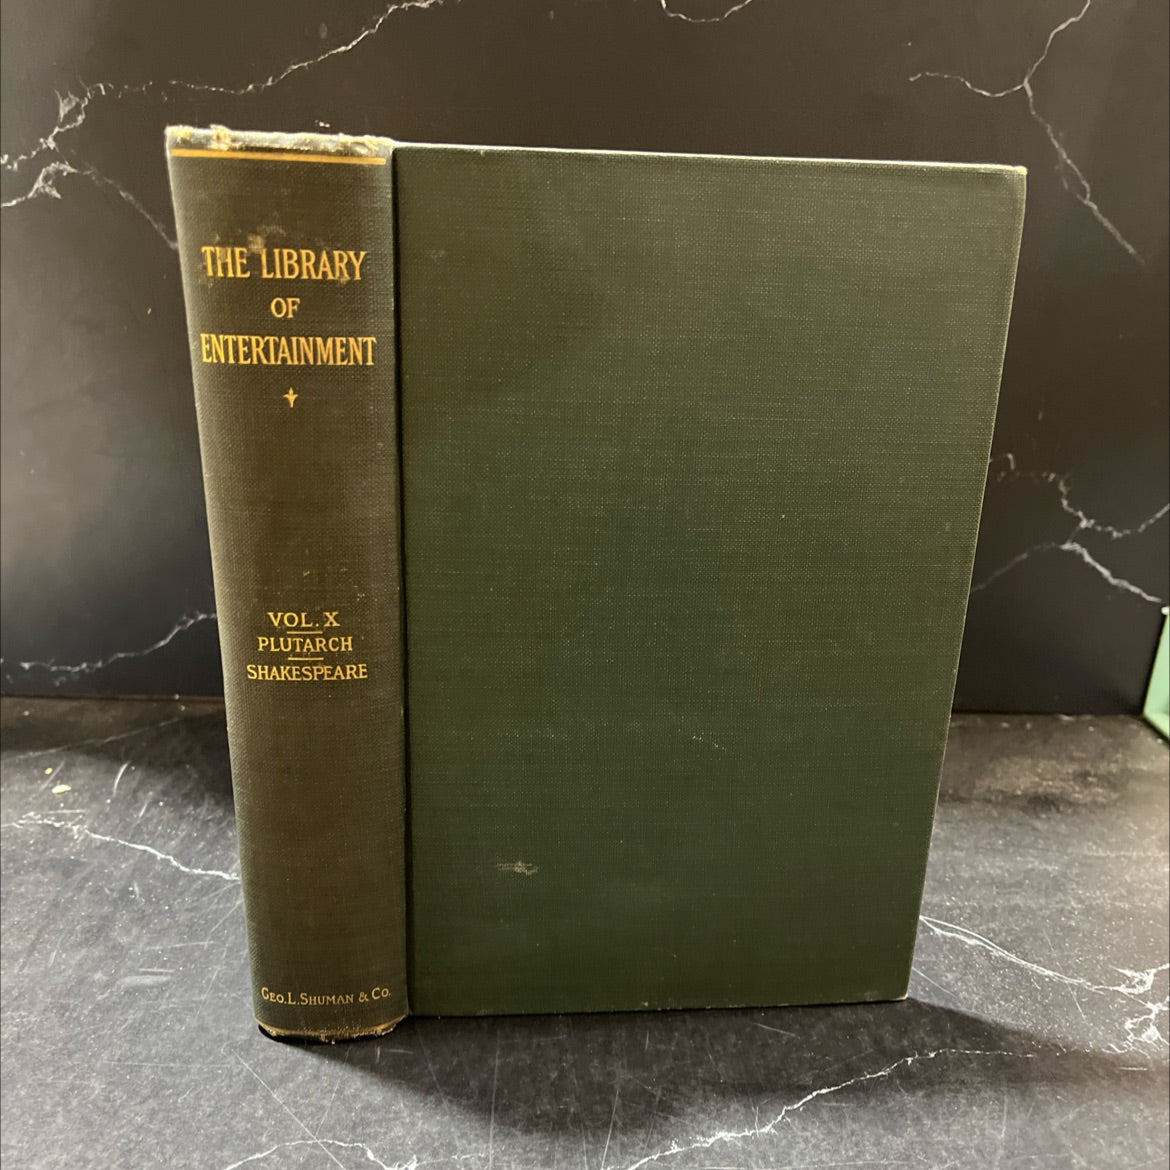 THE LIBRARY
OF
ENTERTAINMENT
VOL. X
PLUTARCH
SHAKESPEARE
GEO. L. SHUMAN & CO.